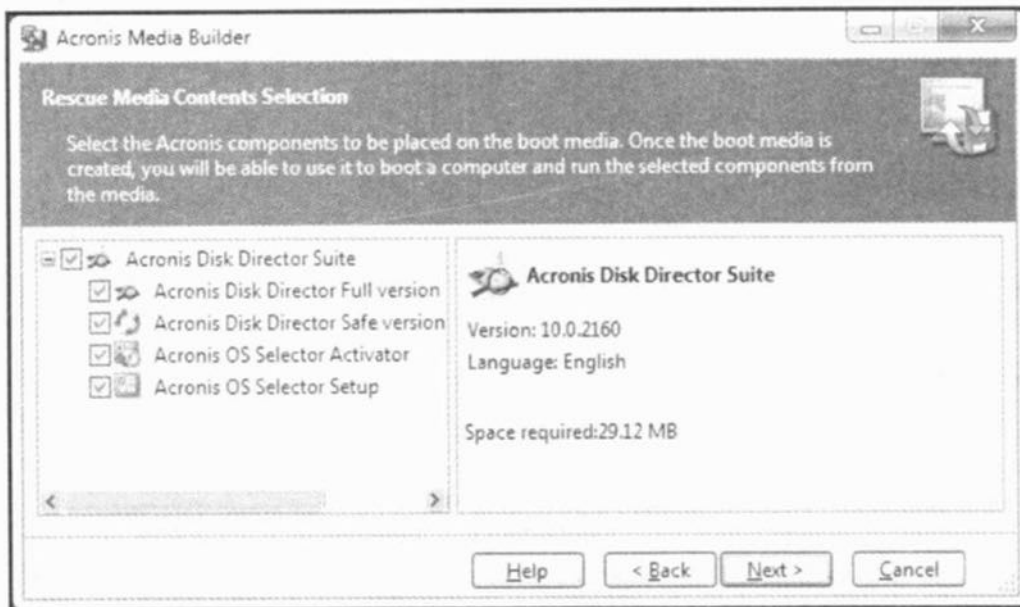 Acronis Media Builder
Rescue Media Contents Selection
Select the Acronis components to be placed on the boot media. Once the boot media is
created, you will be able to use it to boot a computer and run the selected components from
the media.
Acronis Disk Director Suite
Acronis Disk Director Full version
Acronis Disk Director Safe version
Acronis OS Selector Activator
Acronis OS Selector Setup
Acronis Disk Director Suite
Version: 10.0.2160
Language: English
Space required:29.12 MB
Help
< Back
Next >
Cancel